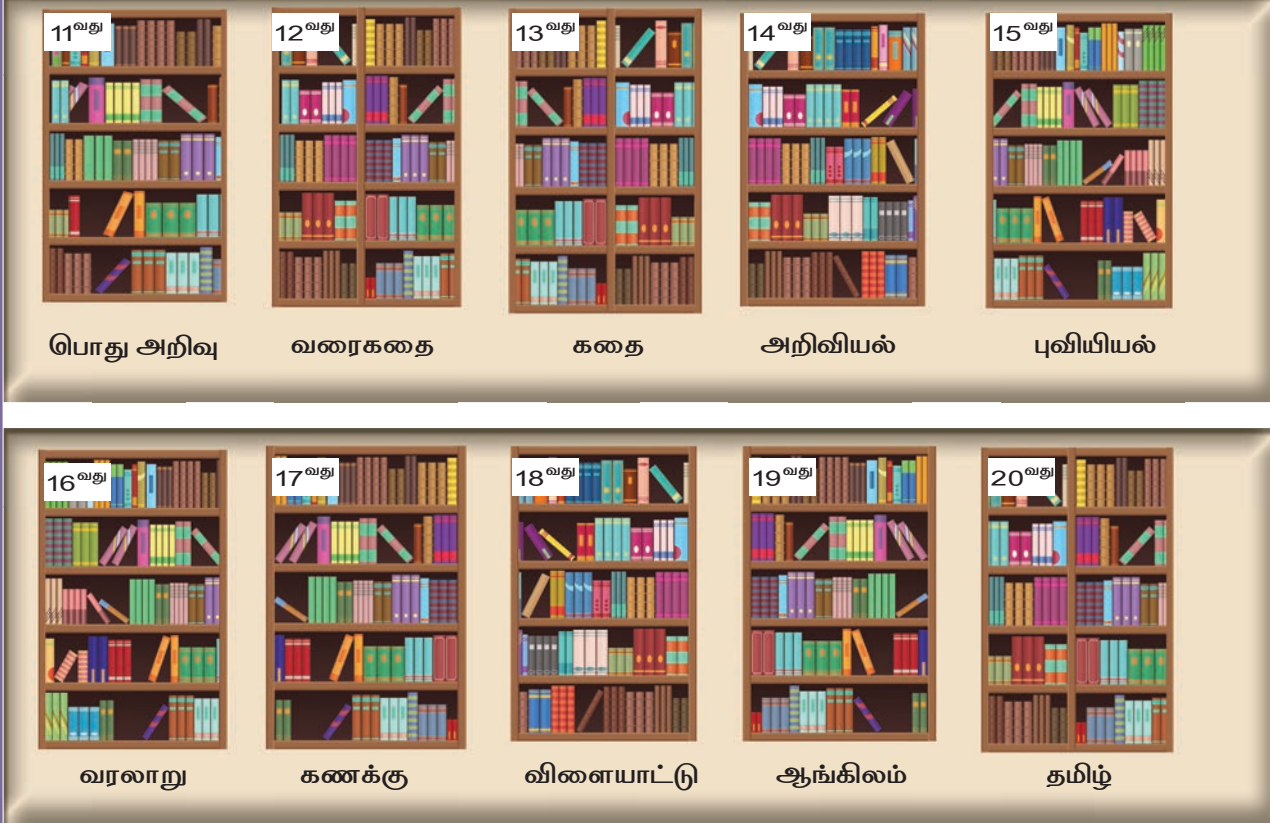 11வது 12வது 13வது 14வது 15வது
பொது அறிவு வரைகதை கதை அறிவியல் புவியியல்
16வது 17வது 18வது 19வது 20வது
வரலாறு கணக்கு விளையாட்டு ஆங்கிலம் தமிழ்